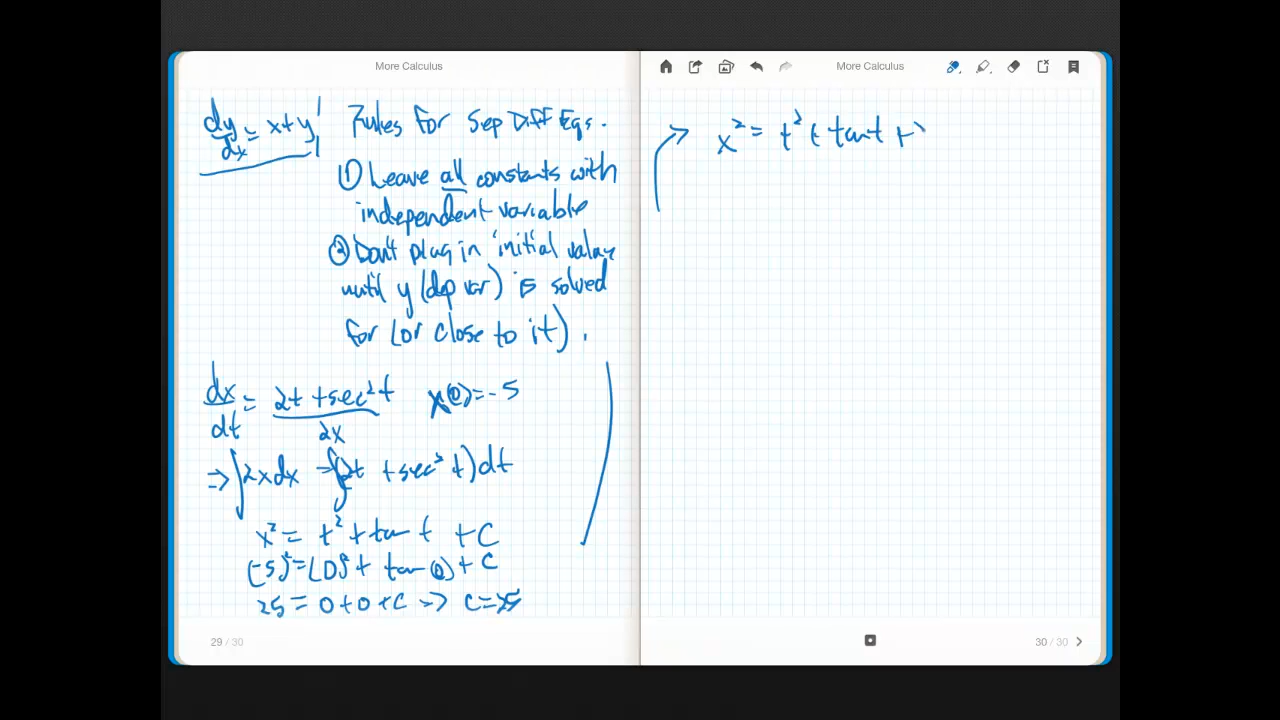 More Calculus
dy/dx = x + y
Rules for Sep Diff Eqs.
① Leave all constants with
independent variable
② Don't plug in initial value
until y (dep var) is solved
for (or close to it).
dx/dt = (2t + sec² t)/2x   x(0) = -5
⇒ ∫2x dx = ∫(2t + sec² t) dt
x² = t² + tan t + C
(-5)² = (0)² + tan(0) + C
25 = 0 + 0 + C ⇒ C = 25
29 / 30
More Calculus
x² = t² + tan t +
30 / 30